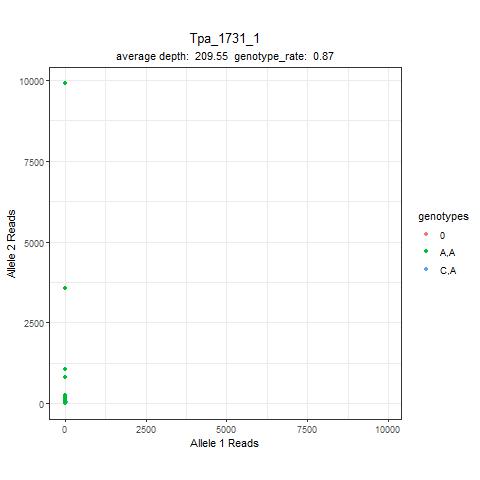 Tpa_1731_1
average depth: 209.55 genotype_rate: 0.87
10000
7500
5000
2500
0
Allele 2 Reads
0 2500 5000 7500 10000
Allele 1 Reads
genotypes
0
A,A
C,A